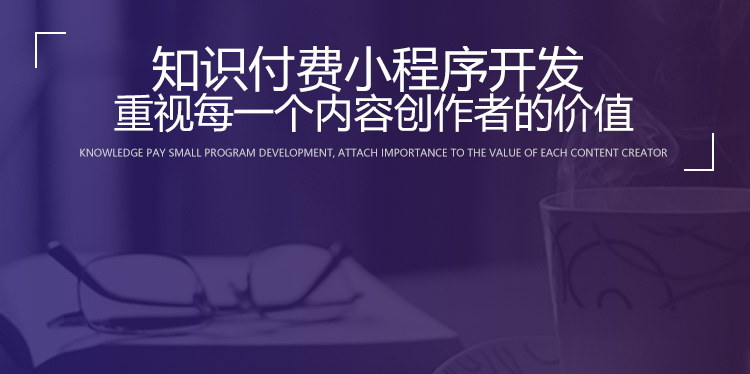 知识付费小程序开发
重视每一个内容创作者的价值
KNOWLEDGE PAY SMALL PROGRAM DEVELOPMENT, ATTACH IMPORTANCE TO THE VALUE OF EACH CONTENT CREATOR